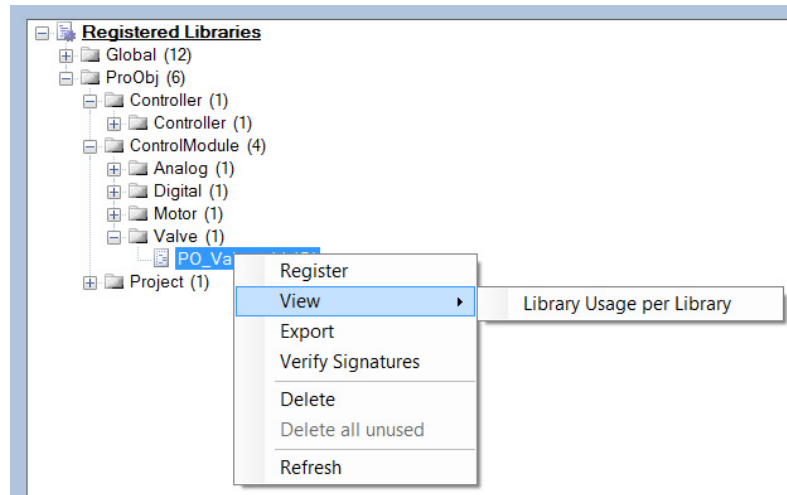 Registered Libraries
Global (12)
ProObj (6)
Controller (1)
Controller (1)
ControlModule (4)
Analog (1)
Digital (1)
Motor (1)
Valve (1)
Project (1)
Register
View
Library Usage per Library
Export
Verify Signatures
Delete
Delete all unused
Refresh